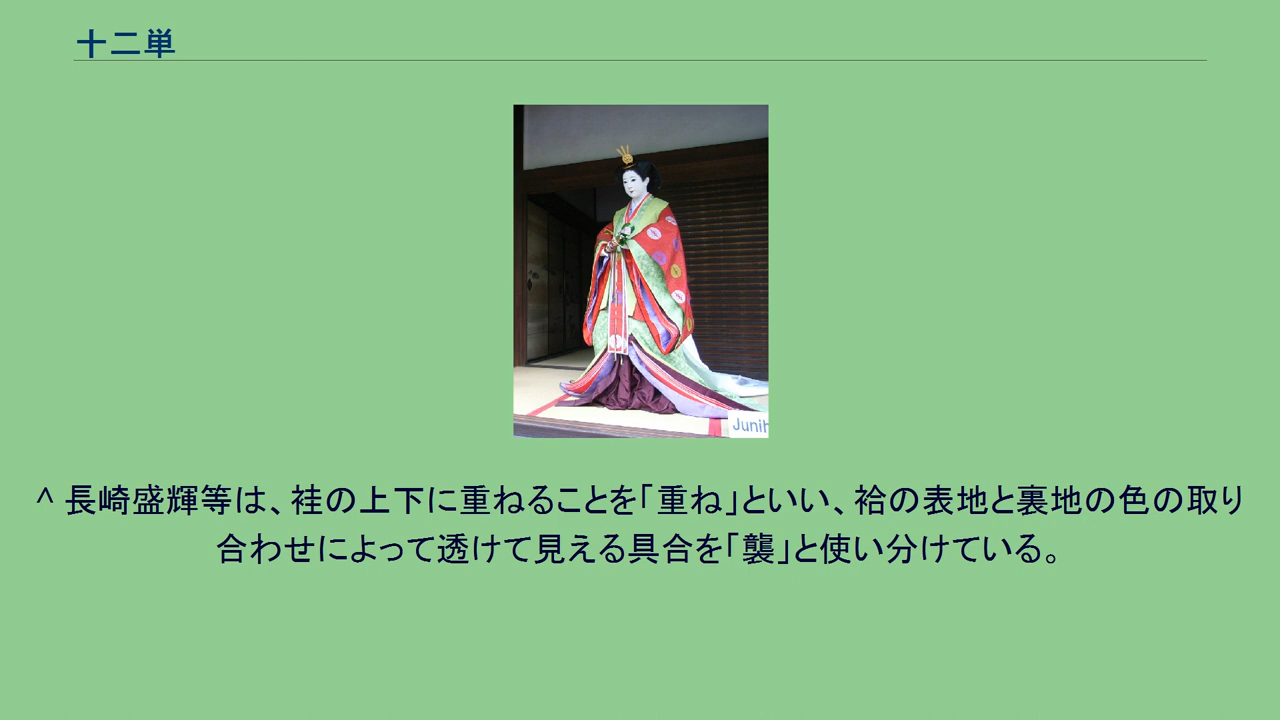 十二単
Junih
^ 長崎盛輝等は、袿の上下に重ねることを「重ね」といい、袷の表地と裏地の色の取り
合わせによって透けて見える具合を「襲」と使い分けている。